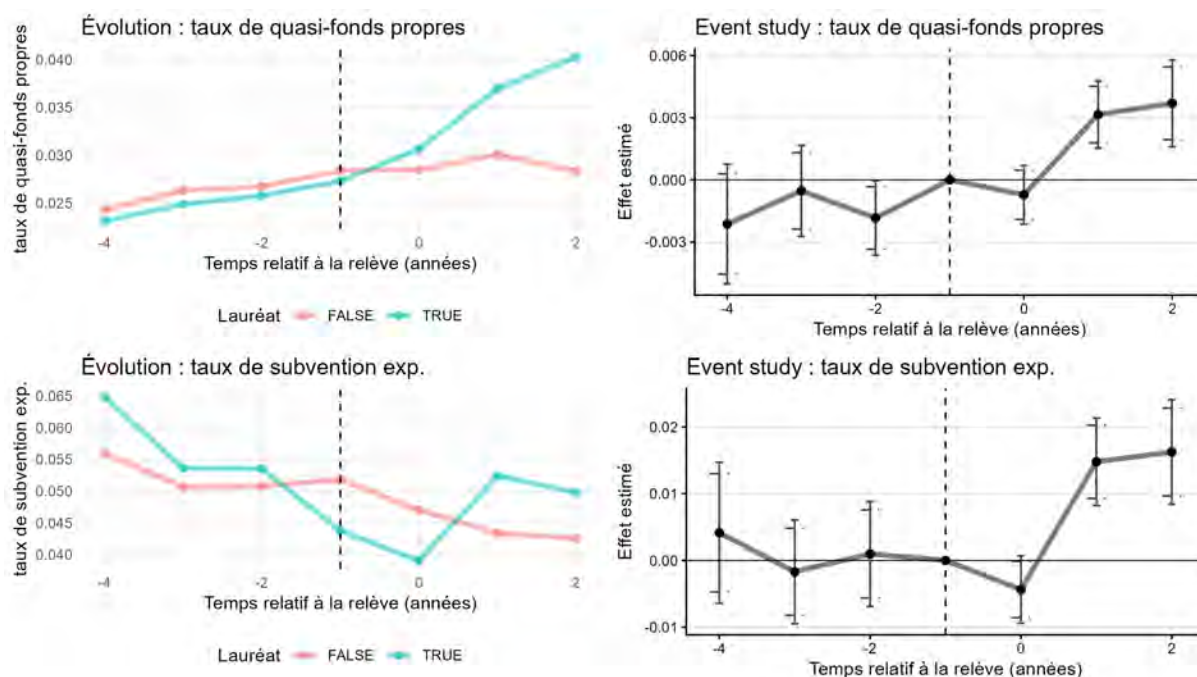 Évolution : taux de quasi-fonds propres
taux de quasi-fonds propres
0.040
0.035
0.030
0.025
-4
-2
0
2
Temps relatif à la relève (années)
Lauréat FALSE TRUE
Event study : taux de quasi-fonds propres
Effet estimé
0.006
0.003
0.000
-0.003
-4
-2
0
2
Temps relatif à la relève (années)
Évolution : taux de subvention exp.
taux de subvention exp.
0.065
0.060
0.055
0.050
0.045
0.040
-4
-2
0
2
Temps relatif à la relève (années)
Lauréat FALSE TRUE
Event study : taux de subvention exp.
Effet estimé
0.02
0.01
0.00
-0.01
-4
-2
0
2
Temps relatif à la relève (années)